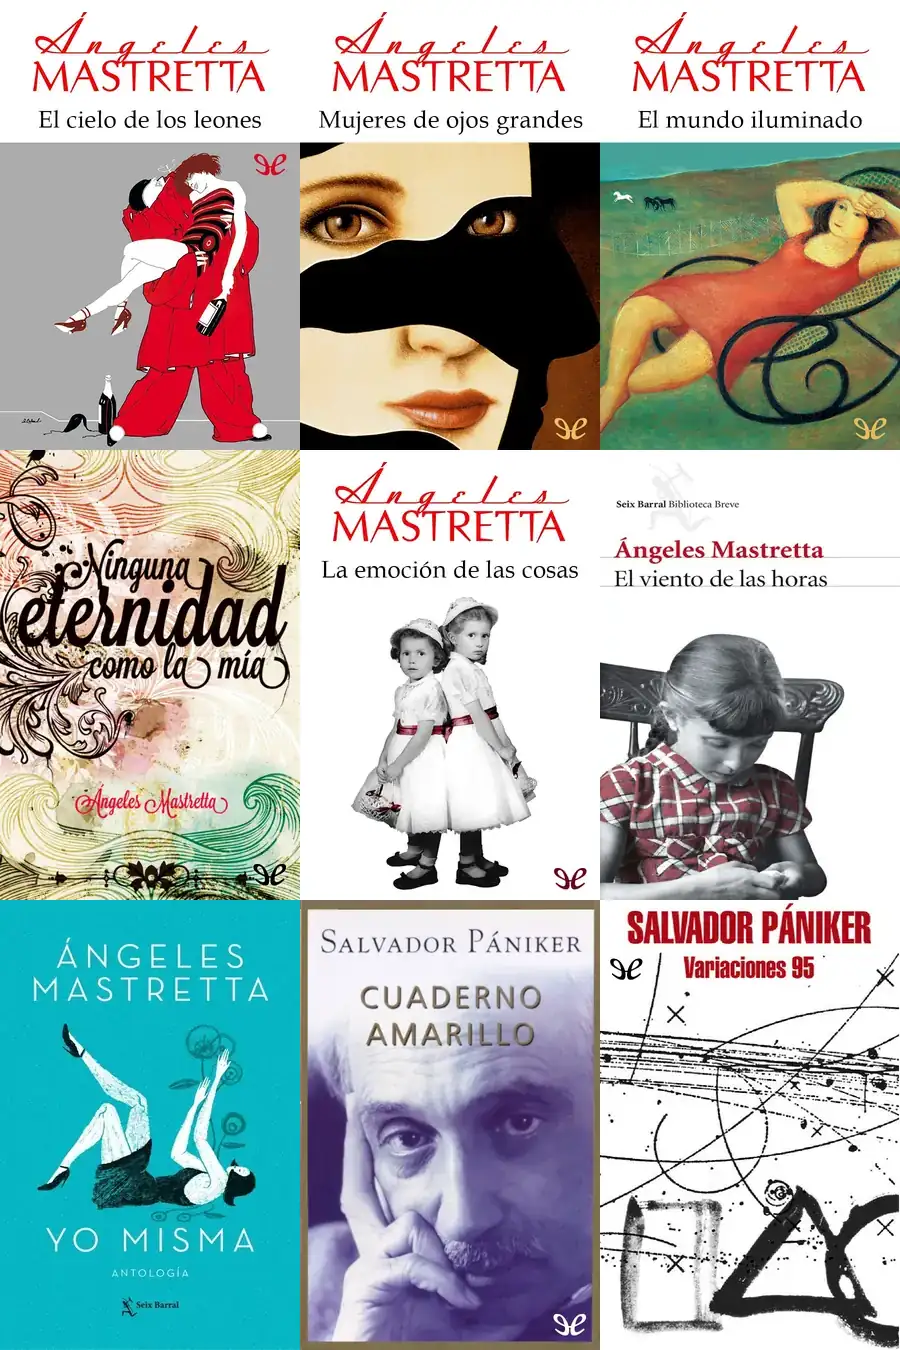 Ángeles
MASTRETTA
El cielo de los leones
Ángeles
MASTRETTA
Mujeres de ojos grandes
Ángeles
MASTRETTA
El mundo iluminado
Ninguna
eternidad
como la mía
Ángeles Mastretta
Ángeles
MASTRETTA
La emoción de las cosas
Seix Barral Biblioteca Breve
Ángeles Mastretta
El viento de las horas
ÁNGELES
MASTRETTA
YO MISMA
ANTOLOGÍA
Seix Barral
SALVADOR PÁNIKER
CUADERNO
AMARILLO
SALVADOR PÁNIKER
Variaciones 95